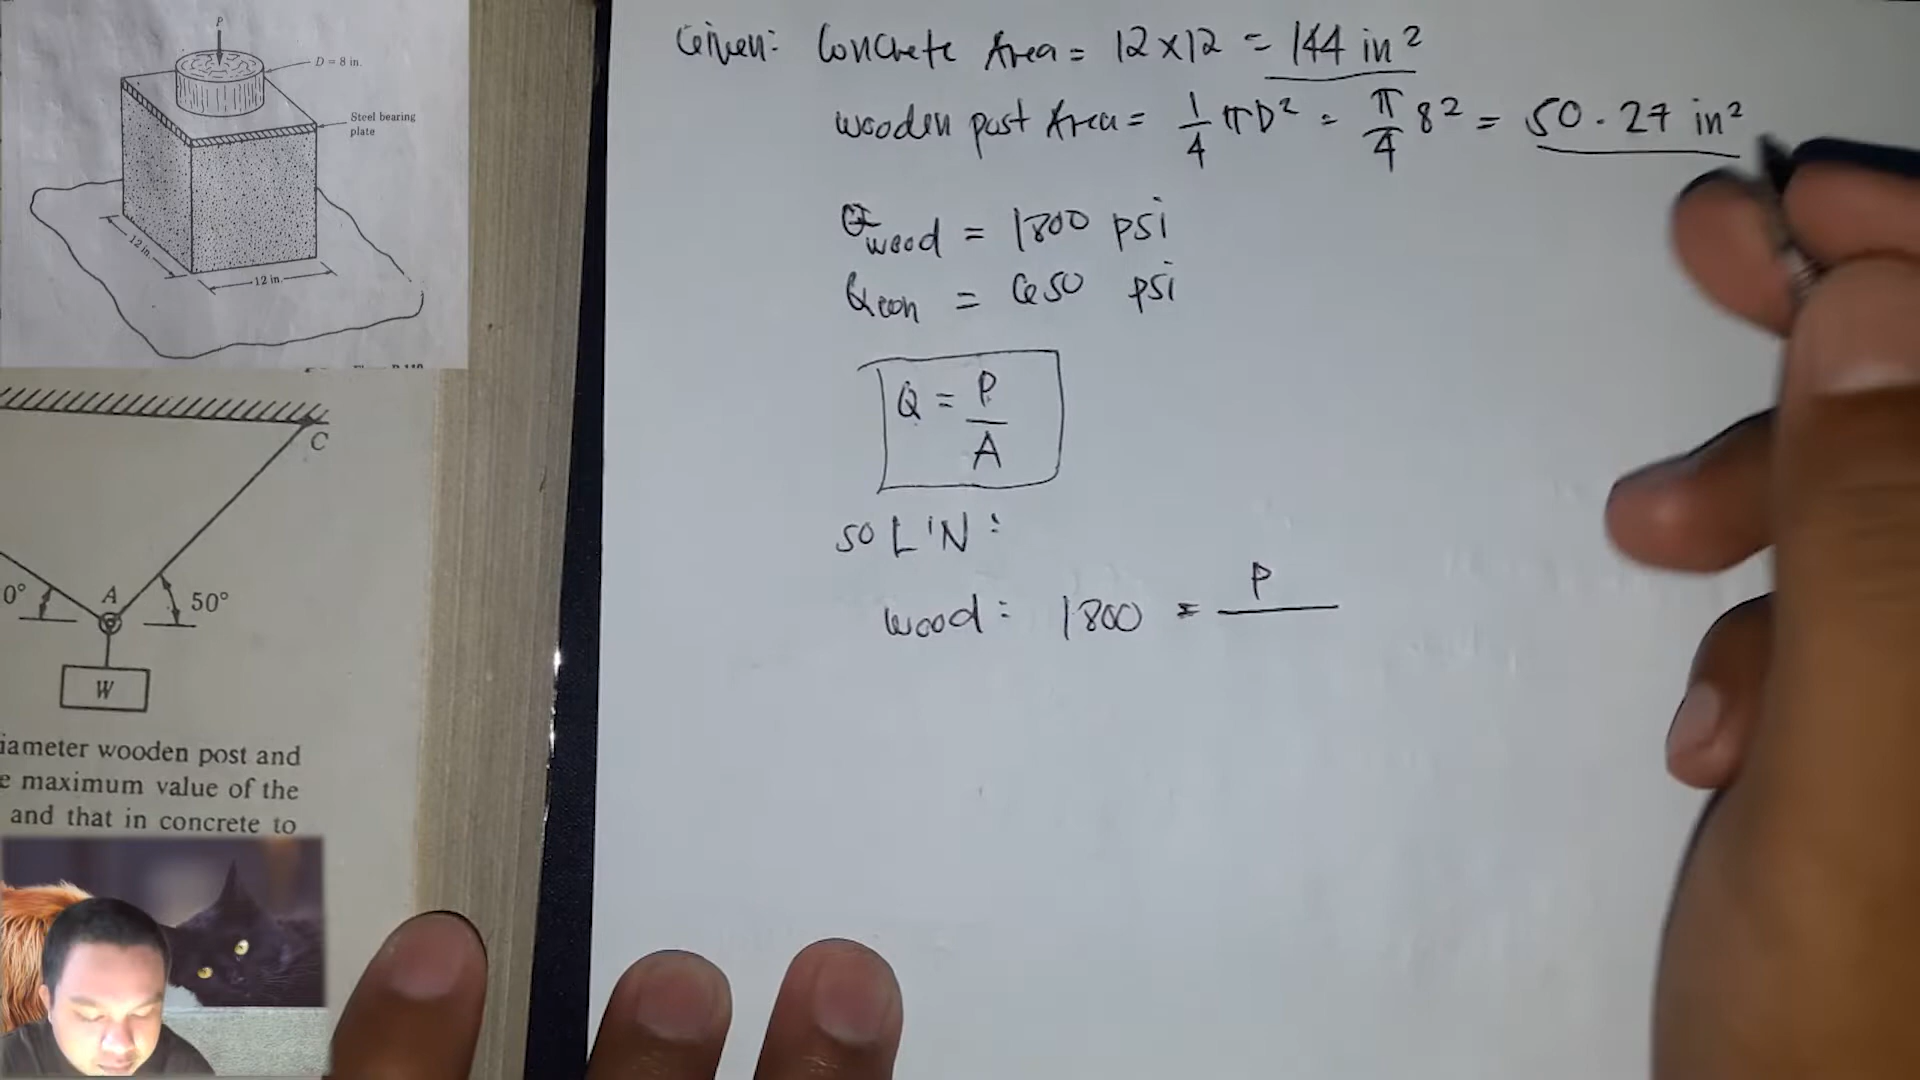 P
D = 8 in.
Steel bearing
plate
12 in.
12 in.
C
0°
A
50°
W
iameter wooden post and
e maximum value of the
and that in concrete to
Given: Concrete Area = 12 x 12 = 144 in²
wooden post Area = 1/4 πD² = π/4 8² = 50.27 in²
σwood = 1800 psi
σcon = 650 psi
σ = P/A
SOL'N:
wood: 1800 = P